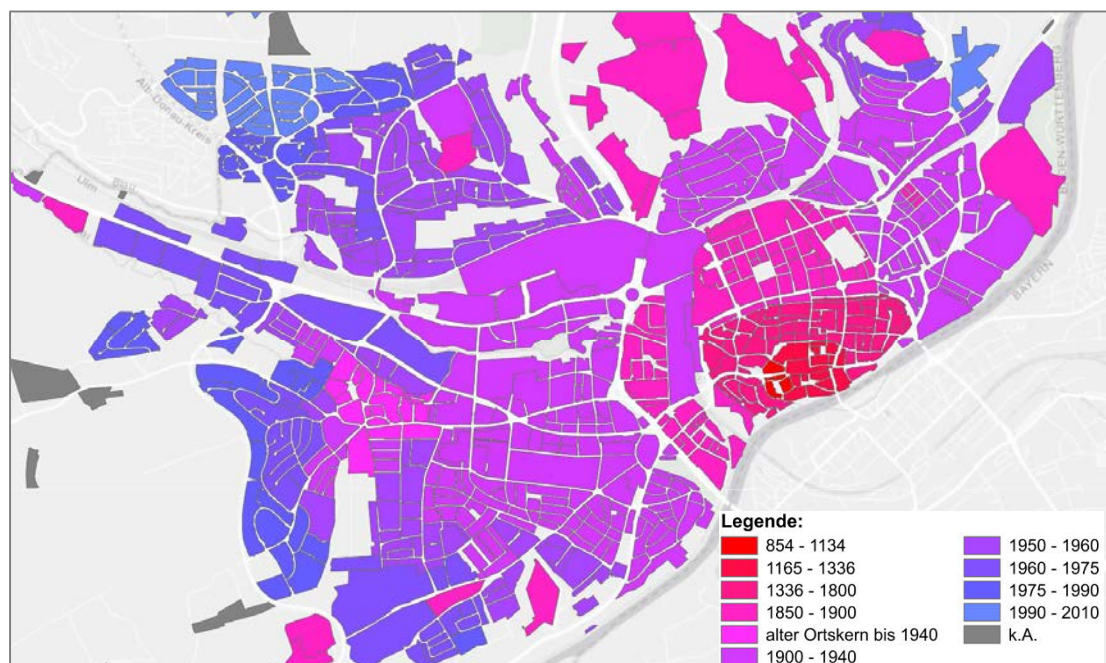 Alb-Donau-Kreis
BADEN-WÜRTTEMBERG
Blau
Ulm
BAYERN
Legende:
854 - 1134
1165 - 1336
1336 - 1800
1850 - 1900
alter Ortskern bis 1940
1900 - 1940
1950 - 1960
1960 - 1975
1975 - 1990
1990 - 2010
k.A.